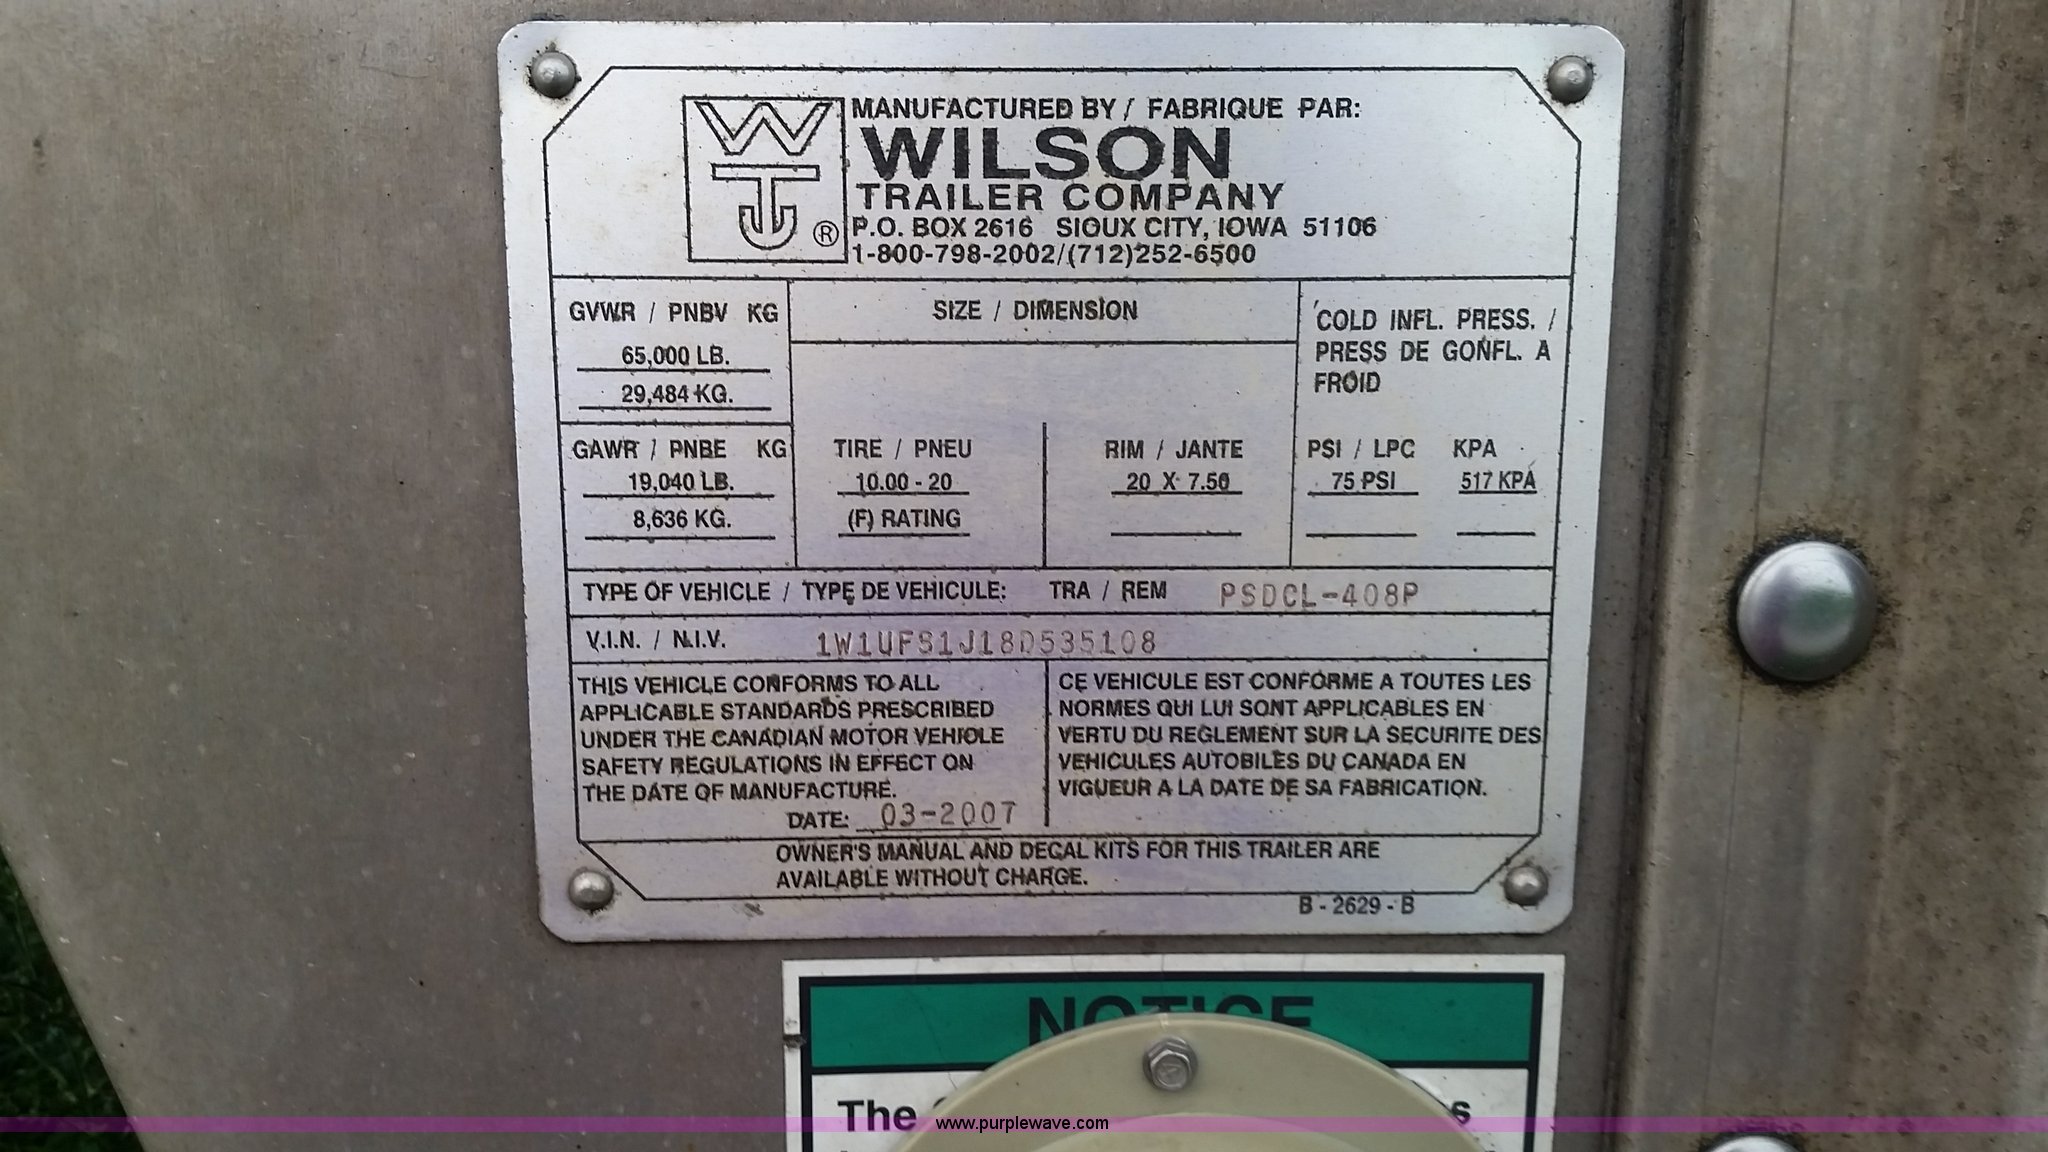 WTJ ®
MANUFACTURED BY / FABRIQUE PAR:
WILSON
TRAILER COMPANY
P.O. BOX 2616 SIOUX CITY, IOWA 51106
1-800-798-2002/(712)252-6500
GVWR / PNBV KG
65,000 LB.
29,484 KG.
SIZE / DIMENSION
COLD INFL. PRESS. /
PRESS DE GONFL. A
FROID
GAWR / PNBE KG
19,040 LB.
8,636 KG.
TIRE / PNEU
10.00 - 20
(F) RATING
RIM / JANTE
20 X 7.50
PSI / LPC KPA
75 PSI 517 KPA
TYPE OF VEHICLE / TYPE DE VEHICULE: TRA / REM PSDCL-408P
V.I.N. / N.I.V. 1W1UFS1J18D535108
THIS VEHICLE CONFORMS TO ALL
APPLICABLE STANDARDS PRESCRIBED
UNDER THE CANADIAN MOTOR VEHICLE
SAFETY REGULATIONS IN EFFECT ON
THE DATE OF MANUFACTURE.
DATE: 03-2007
CE VEHICULE EST CONFORME A TOUTES LES
NORMES QUI LUI SONT APPLICABLES EN
VERTU DU REGLEMENT SUR LA SECURITE DES
VEHICULES AUTOBILES DU CANADA EN
VIGUEUR A LA DATE DE SA FABRICATION.
OWNER'S MANUAL AND DECAL KITS FOR THIS TRAILER ARE
AVAILABLE WITHOUT CHARGE.
B - 2629 - B
NOTICE
The
www.purplewave.com